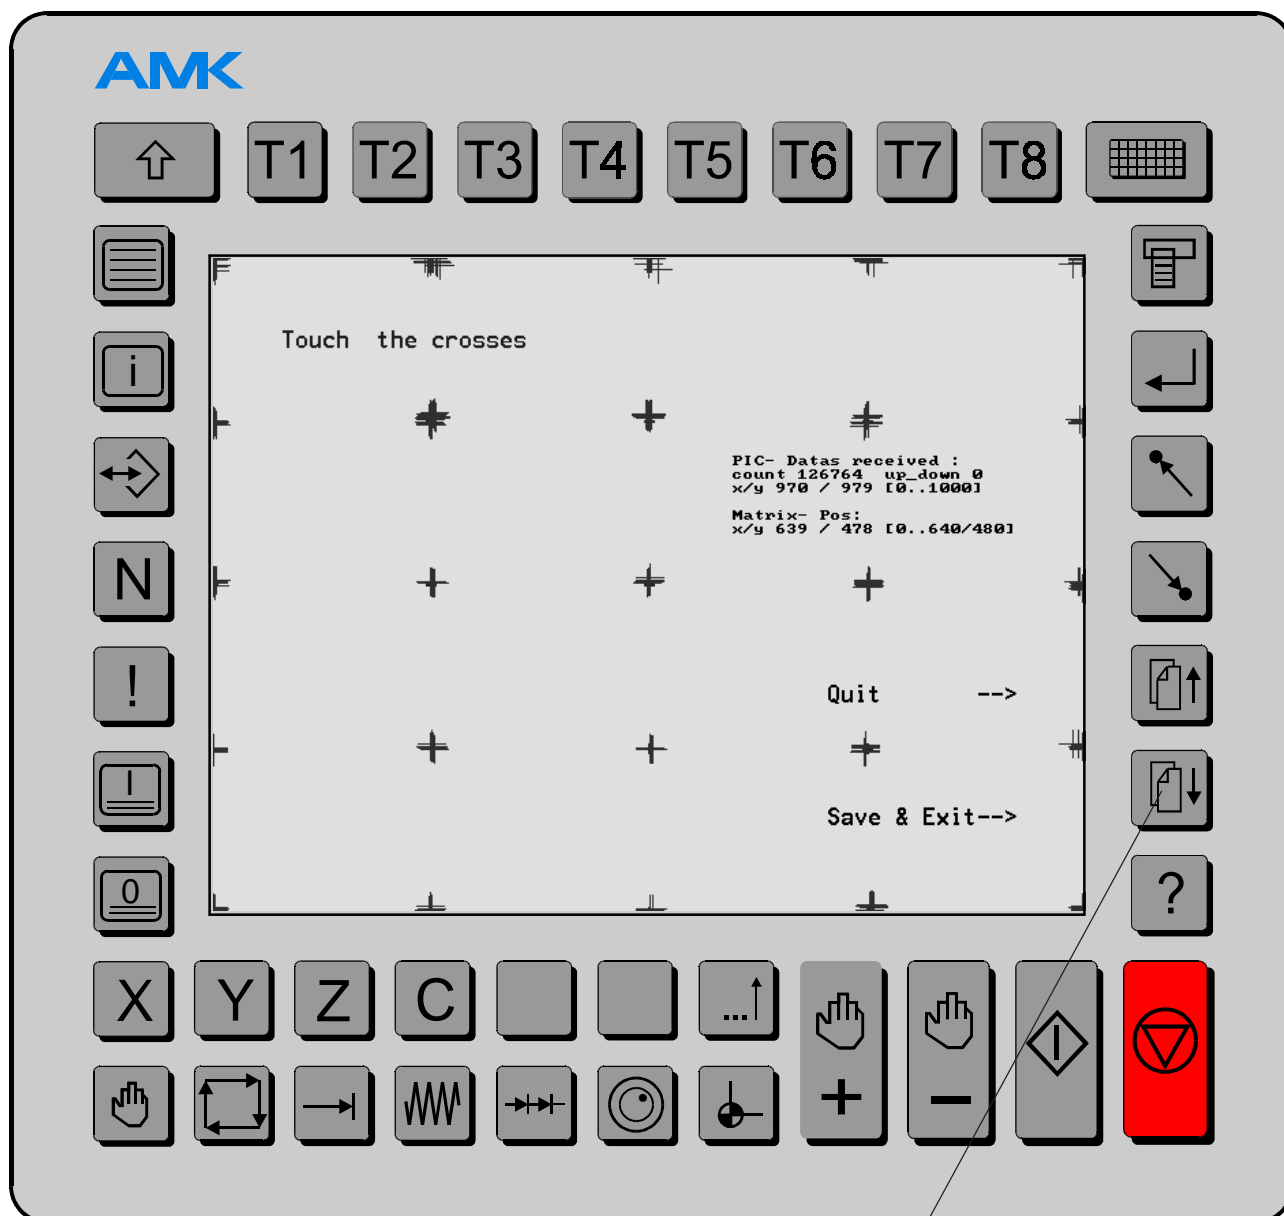 AMK
T1 T2 T3 T4 T5 T6 T7 T8
Touch the crosses
i
PIC- Datas received :
count 126764 up_down 0
x/y 970 / 979 [0..1000]
Matrix- Pos:
x/y 639 / 478 [0..640/480]
N
!
Quit -->
I
Save & Exit-->
0
?
X Y Z C ...
+ -